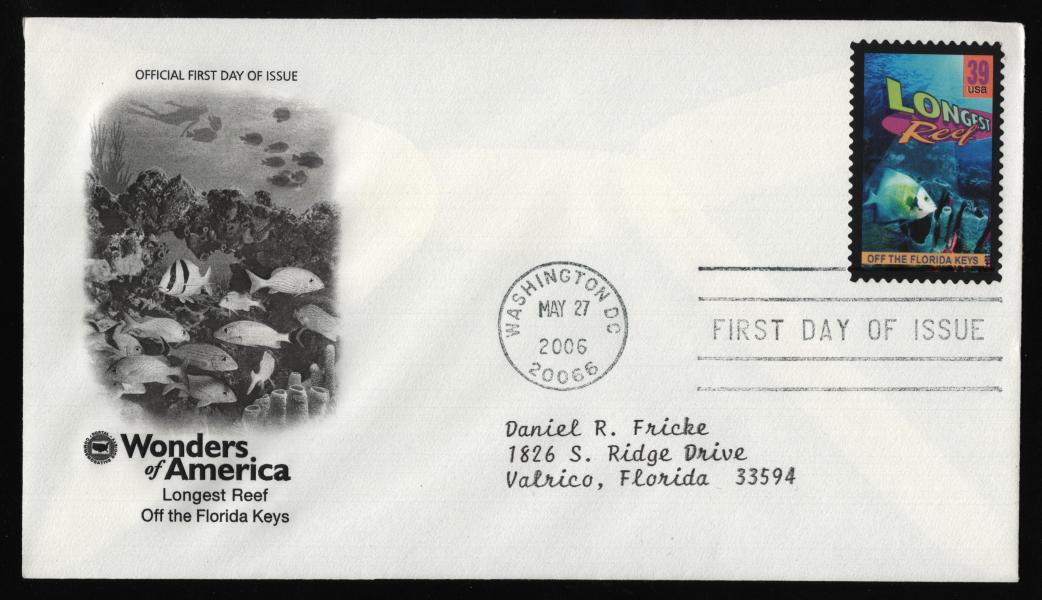 OFFICIAL FIRST DAY OF ISSUE
39
usa
LONGEST
Reef
OFF THE FLORIDA KEYS
WASHINGTON DC
MAY 27
2006
20066
FIRST DAY OF ISSUE
Daniel R. Fricke
1826 S. Ridge Drive
Valrico, Florida 33594
Wonders
of America
Longest Reef
Off the Florida Keys